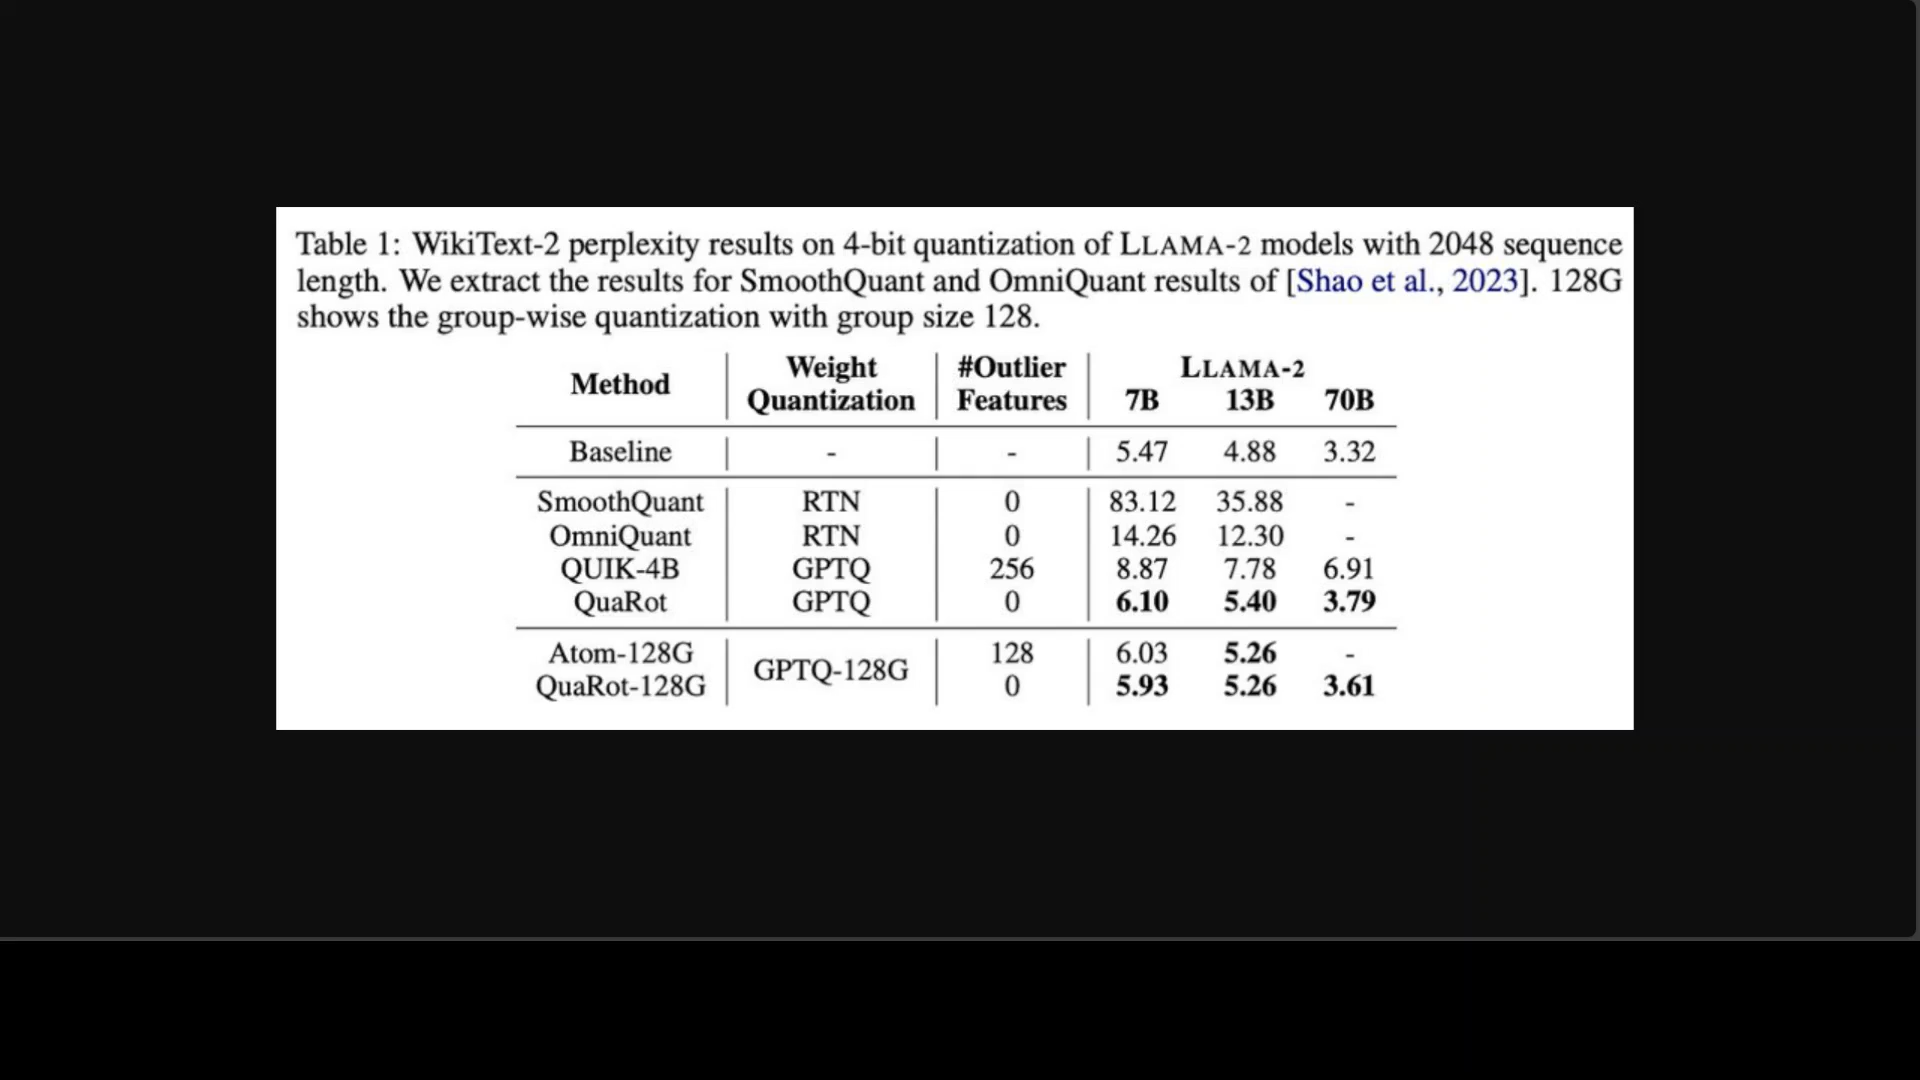 Table 1: WikiText-2 perplexity results on 4-bit quantization of LLAMA-2 models with 2048 sequence
length. We extract the results for SmoothQuant and OmniQuant results of [Shao et al., 2023]. 128G
shows the group-wise quantization with group size 128.
Method Weight Quantization #Outlier Features LLAMA-2
7B 13B 70B
Baseline - - 5.47 4.88 3.32
SmoothQuant RTN 0 83.12 35.88 -
OmniQuant RTN 0 14.26 12.30 -
QUIK-4B GPTQ 256 8.87 7.78 6.91
QuaRot GPTQ 0 6.10 5.40 3.79
Atom-128G GPTQ-128G 128 6.03 5.26 -
QuaRot-128G 0 5.93 5.26 3.61